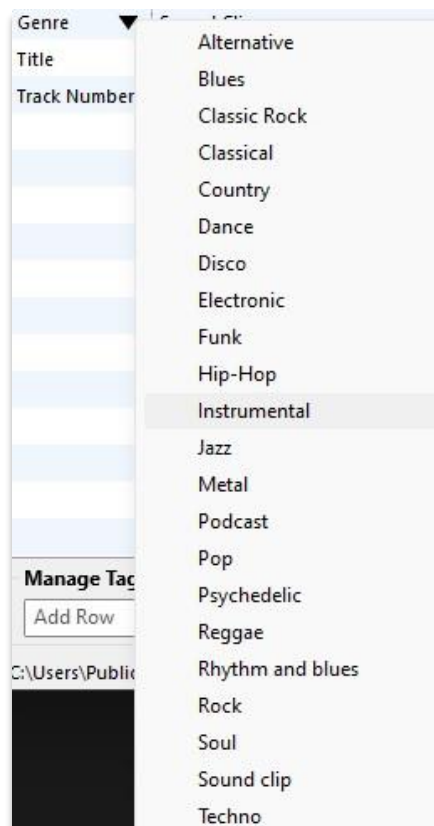 Genre
Title
Track Number
Alternative
Blues
Classic Rock
Classical
Country
Dance
Disco
Electronic
Funk
Hip-Hop
Instrumental
Jazz
Metal
Podcast
Pop
Psychedelic
Reggae
Rhythm and blues
Rock
Soul
Sound clip
Techno
Manage Tag
Add Row
C:\Users\Public